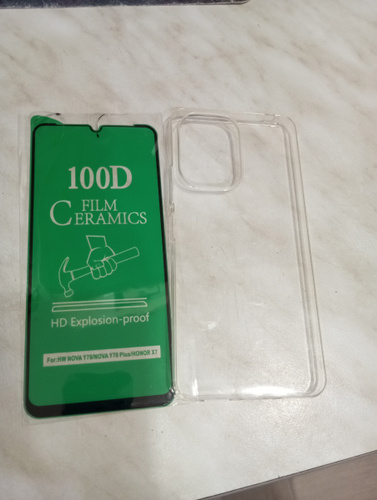 100D
FILM
CERAMICS
HD Explosion-proof
For:HW NOVA Y70/NOVA Y70 Plus/HONOR X7